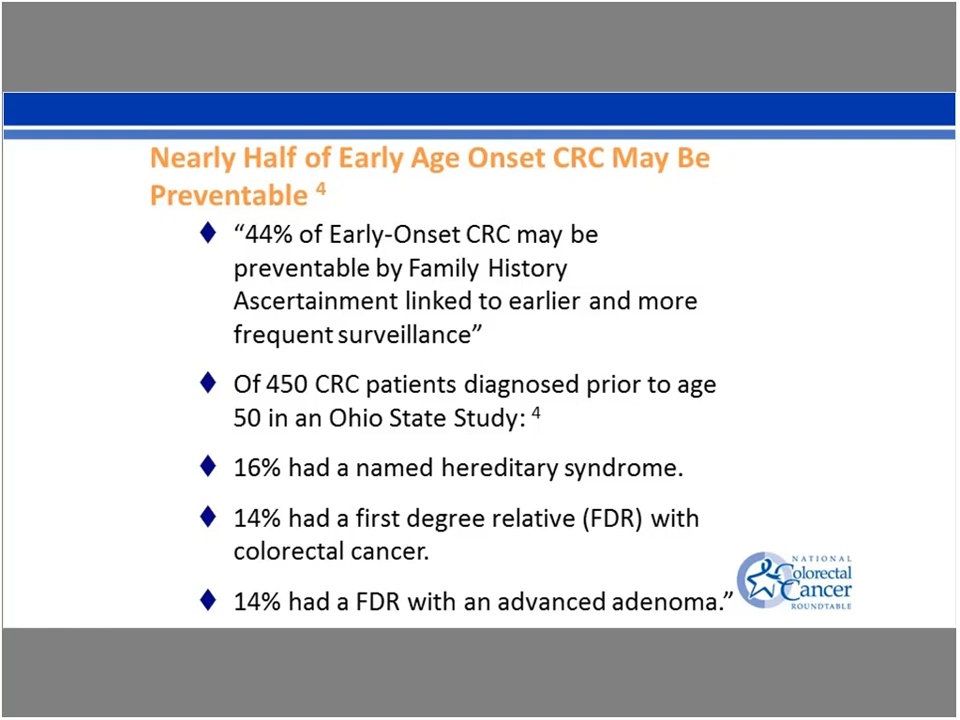 Nearly Half of Early Age Onset CRC May Be
Preventable 4
“44% of Early-Onset CRC may be
preventable by Family History
Ascertainment linked to earlier and more
frequent surveillance”
Of 450 CRC patients diagnosed prior to age
50 in an Ohio State Study: 4
16% had a named hereditary syndrome.
14% had a first degree relative (FDR) with
colorectal cancer.
14% had a FDR with an advanced adenoma.”
NATIONAL
Colorectal
Cancer
ROUNDTABLE